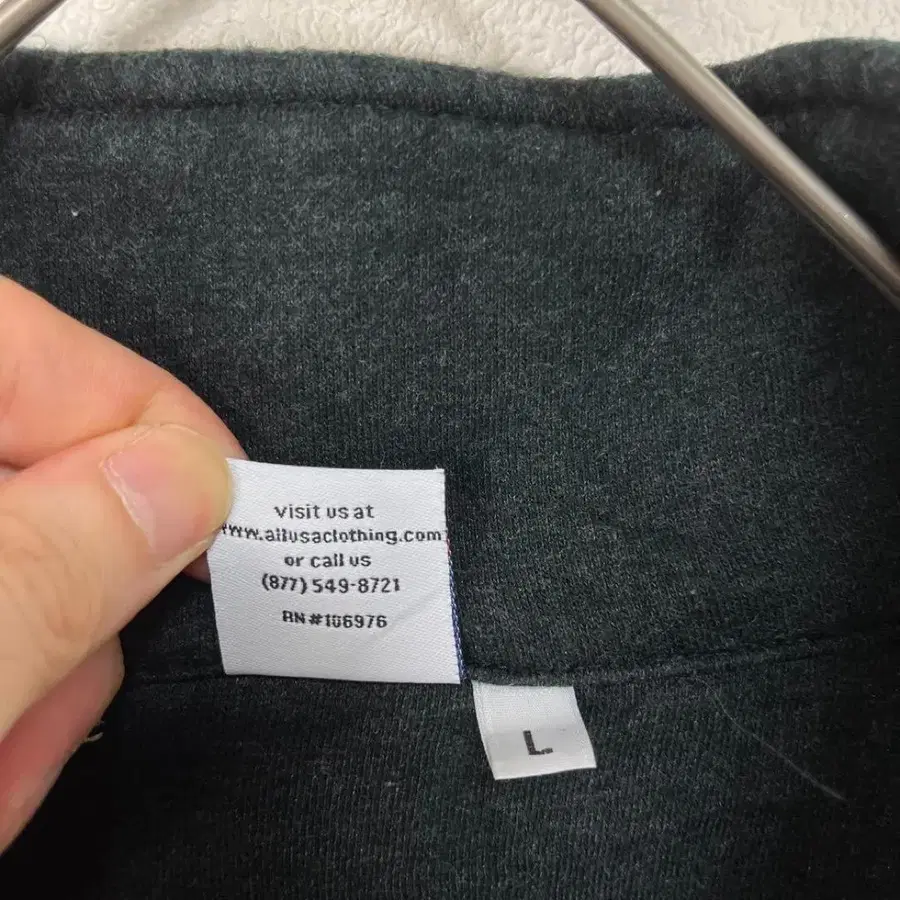 visit us at
www.allusaclothing.com
or call us
(877) 549-8721
RN#106976
L